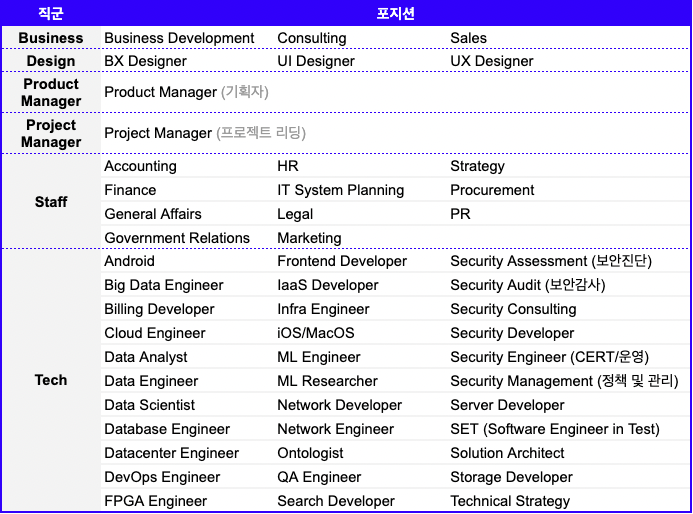 직군 포지션
Business Business Development Consulting Sales
Design BX Designer UI Designer UX Designer
Product
Manager Product Manager (기획자)
Project
Manager Project Manager (프로젝트 리딩)
Staff
Accounting HR Strategy
Finance IT System Planning Procurement
General Affairs Legal PR
Government Relations Marketing
Tech
Android Frontend Developer Security Assessment (보안진단)
Big Data Engineer IaaS Developer Security Audit (보안감사)
Billing Developer Infra Engineer Security Consulting
Cloud Engineer iOS/MacOS Security Developer
Data Analyst ML Engineer Security Engineer (CERT/운영)
Data Engineer ML Researcher Security Management (정책 및 관리)
Data Scientist Network Developer Server Developer
Database Engineer Network Engineer SET (Software Engineer in Test)
Datacenter Engineer Ontologist Solution Architect
DevOps Engineer QA Engineer Storage Developer
FPGA Engineer Search Developer Technical Strategy